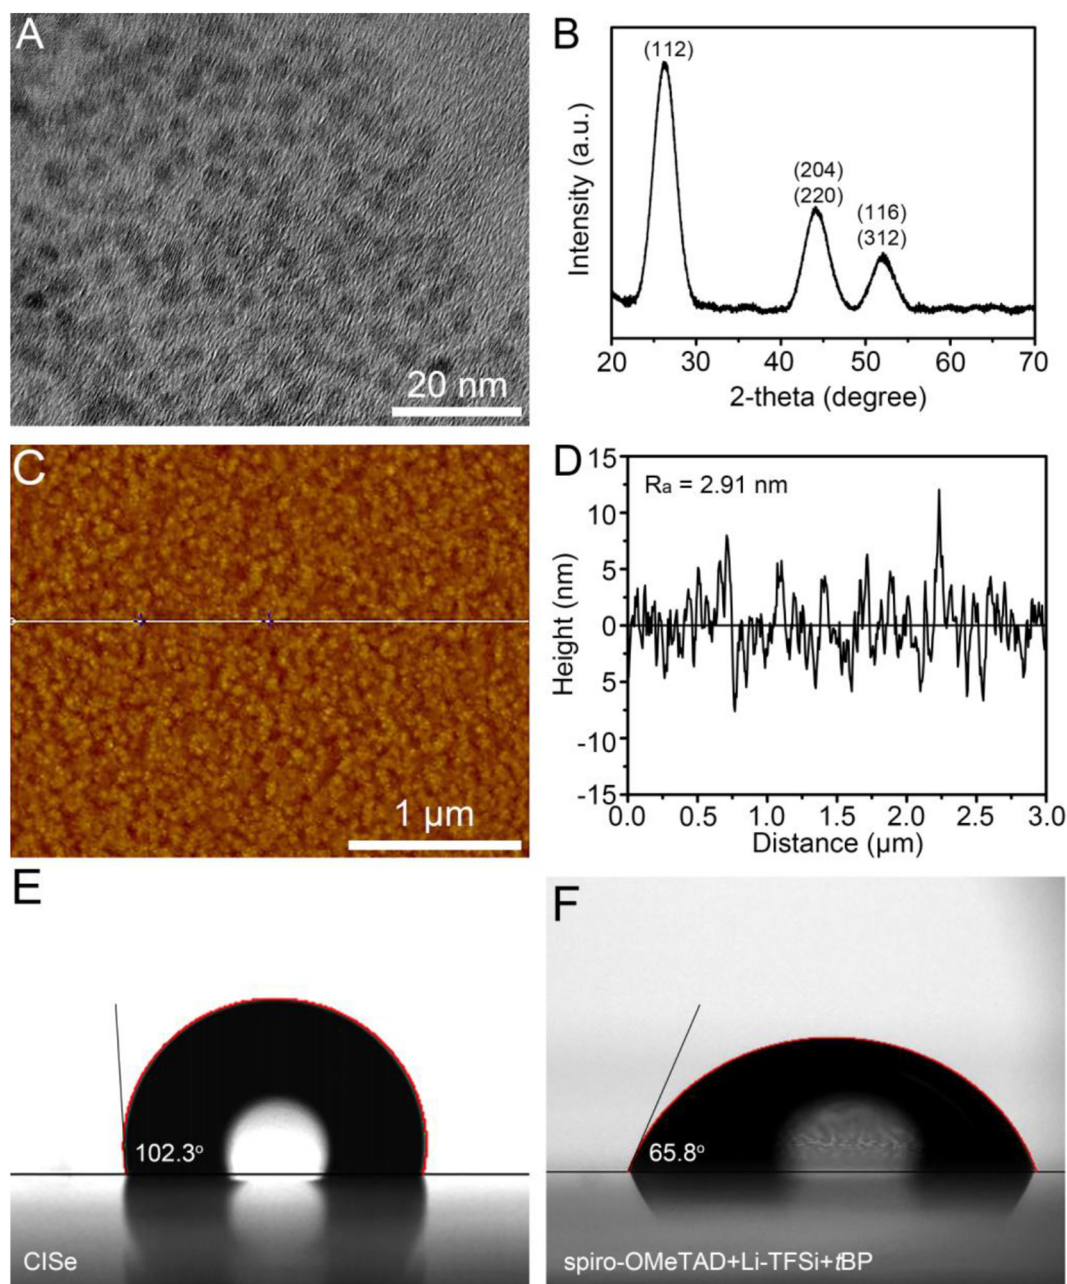 A
20 nm
B
(112)
(204)
(220)
(116)
(312)
Intensity (a.u.)
20 30 40 50 60 70
2-theta (degree)
C
1 μm
D
Ra = 2.91 nm
15
10
5
0
5
-10
-15
Height (nm)
0.0 0.5 1.0 1.5 2.0 2.5 3.0
Distance (μm)
E
102.3°
CISe
F
65.8°
spiro-OMeTAD+Li-TFSi+tBP